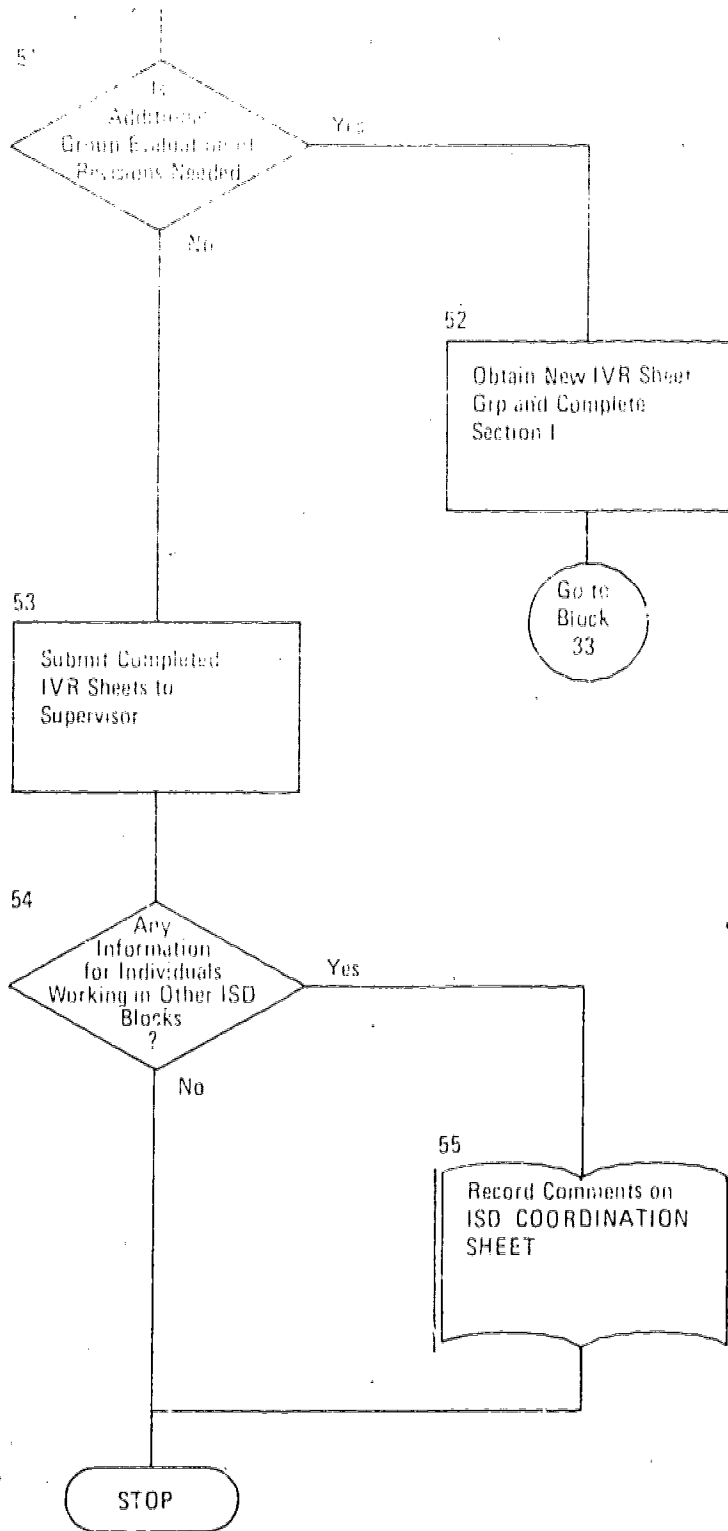 Is
Additional
Group Evaluation of
Revisions Needed
Yes
No
52
Obtain New IVR Sheet
Grp and Complete
Section I
Go to
Block
33
53
Submit Completed
IVR Sheets to
Supervisor
54
Any
Information
for Individuals
Working in Other ISD
Blocks
?
Yes
No
55
Record Comments on
ISD COORDINATION
SHEET
STOP